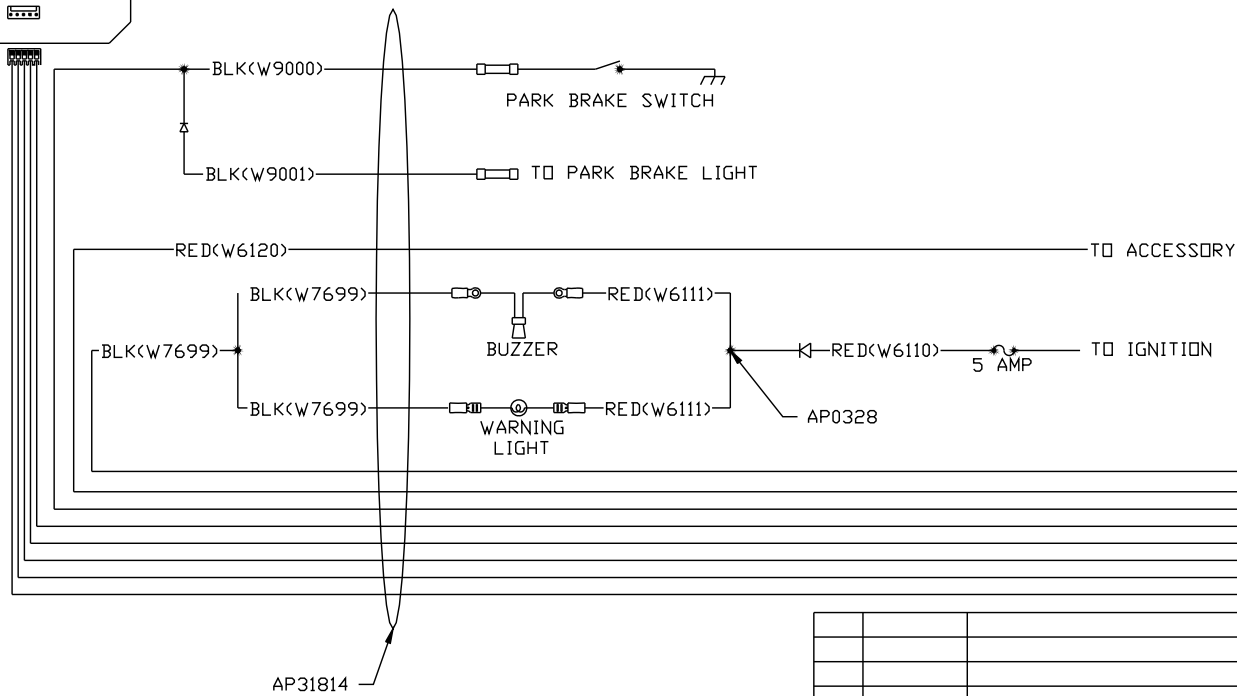 BLK(W9000)
PARK BRAKE SWITCH
BLK(W9001)
TO PARK BRAKE LIGHT
RED(W6120)
TO ACCESSORY
BLK(W7699)
RED(W6111)
BUZZER
BLK(W7699)
RED(W6110)
5 AMP
TO IGNITION
BLK(W7699)
RED(W6111)
WARNING
LIGHT
AP0328
AP31814